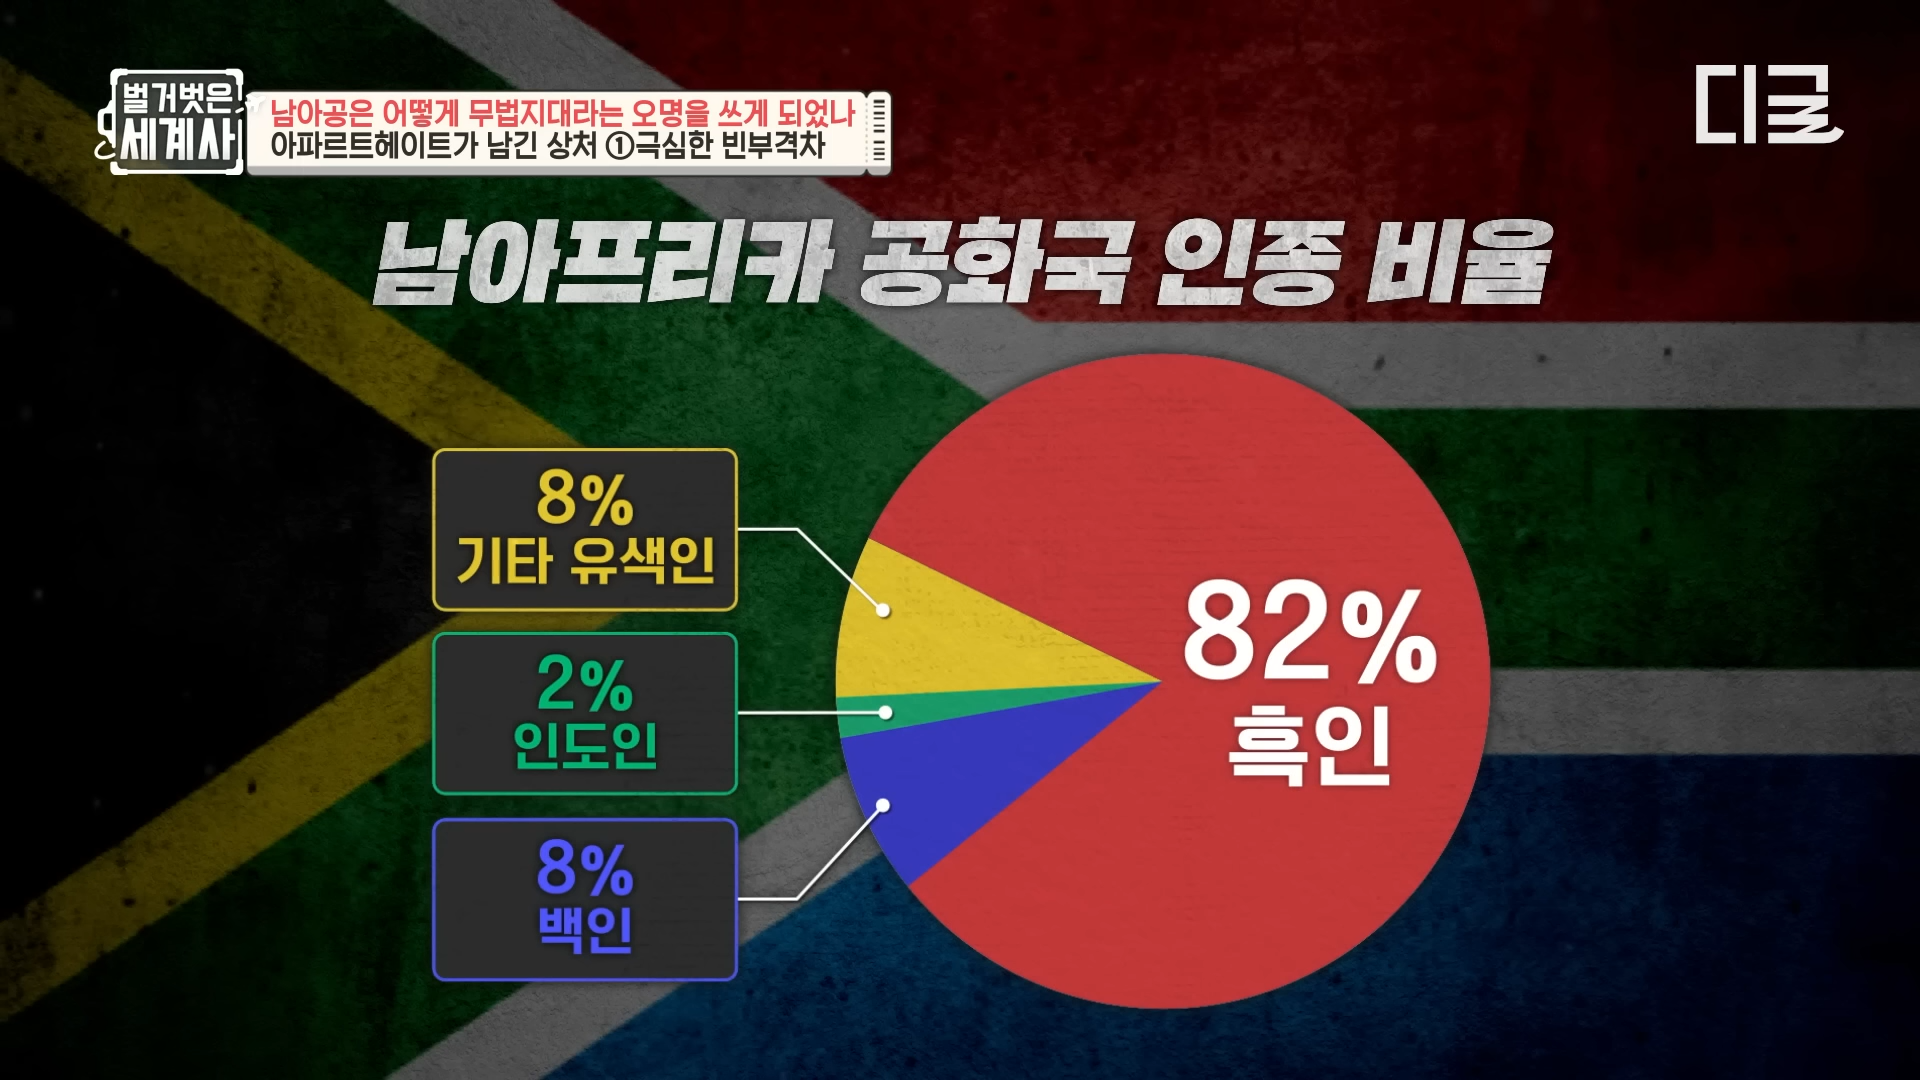 벌거벗은
세계사
남아공은 어떻게 무법지대라는 오명을 쓰게 되었나
아파르트헤이트가 남긴 상처 ①극심한 빈부격차
디글
남아프리카 공화국 인종 비율
8%
기타 유색인
2%
인도인
8%
백인
82%
흑인